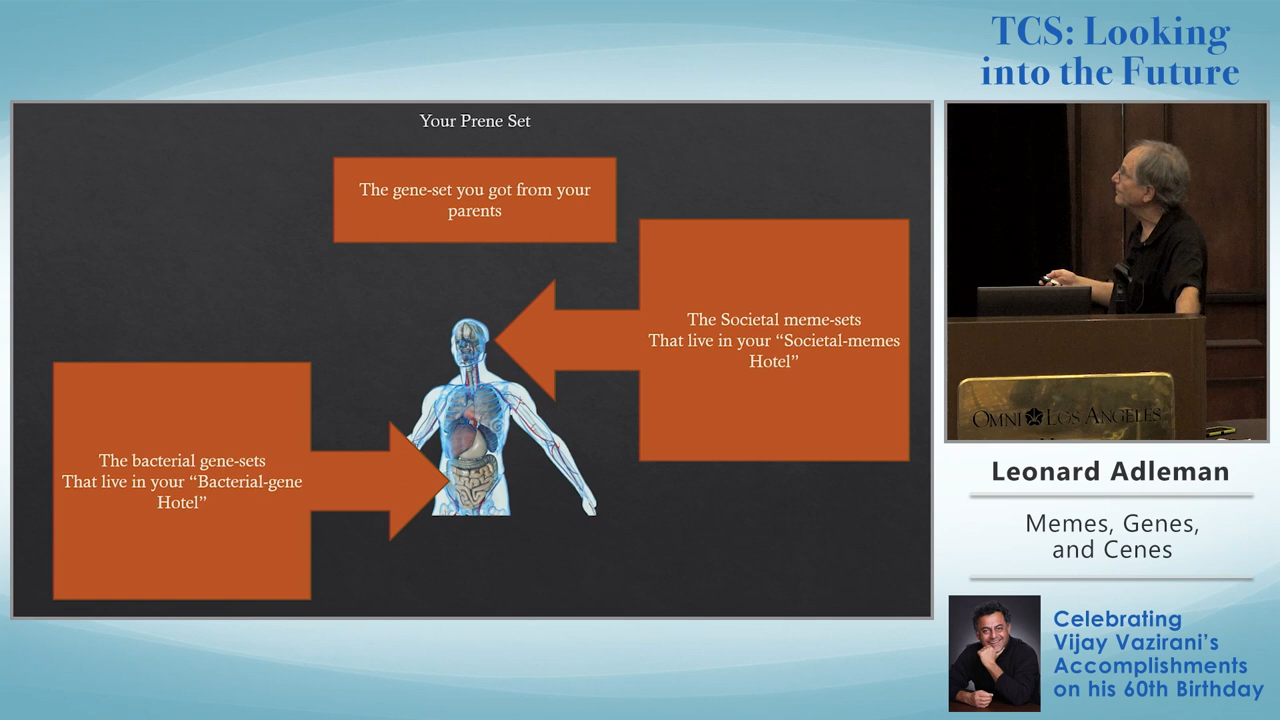 TCS: Looking
into the Future
Your Prene Set
The gene-set you got from your
parents
The Societal meme-sets
That live in your “Societal-memes
Hotel”
The bacterial gene-sets
That live in your “Bacterial-gene
Hotel”
OMNI LOS ANGELES
Leonard Adleman
Memes, Genes,
and Cenes
Celebrating
Vijay Vazirani’s
Accomplishments
on his 60th Birthday